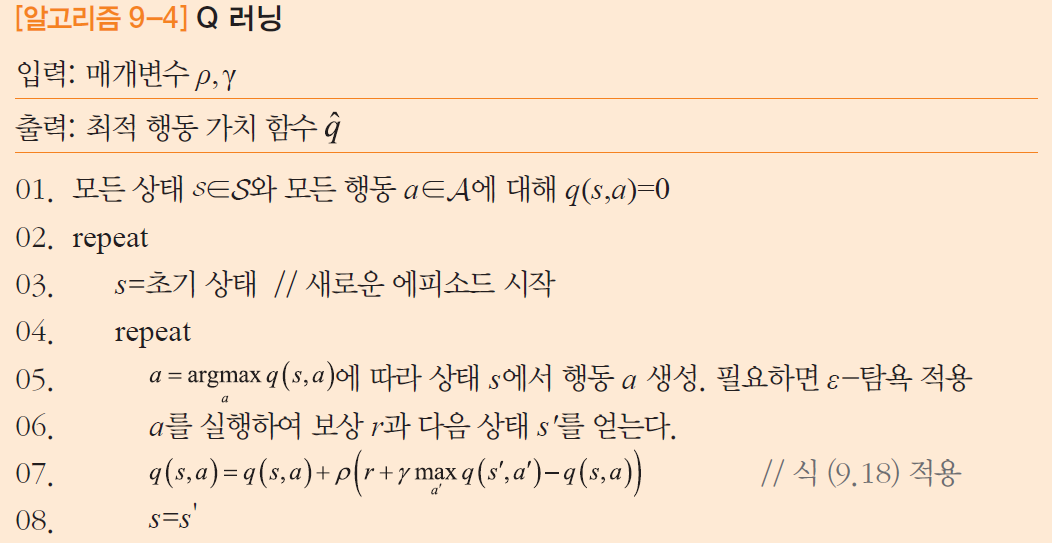 [알고리즘 9-4] Q 러닝
입력: 매개변수 ρ, γ
출력: 최적 행동 가치 함수 q̂
01. 모든 상태 s∈𝒮와 모든 행동 a∈𝒜에 대해 q(s,a)=0
02. repeat
03. s=초기 상태 // 새로운 에피소드 시작
04. repeat
05. a = argmax_a q(s,a)에 따라 상태 s에서 행동 a 생성. 필요하면 ε-탐욕 적용
06. a를 실행하여 보상 r과 다음 상태 s′를 얻는다.
07. q(s,a) = q(s,a) + ρ(r + γ max_a′ q(s′,a′) − q(s,a)) // 식 (9.18) 적용
08. s=s'